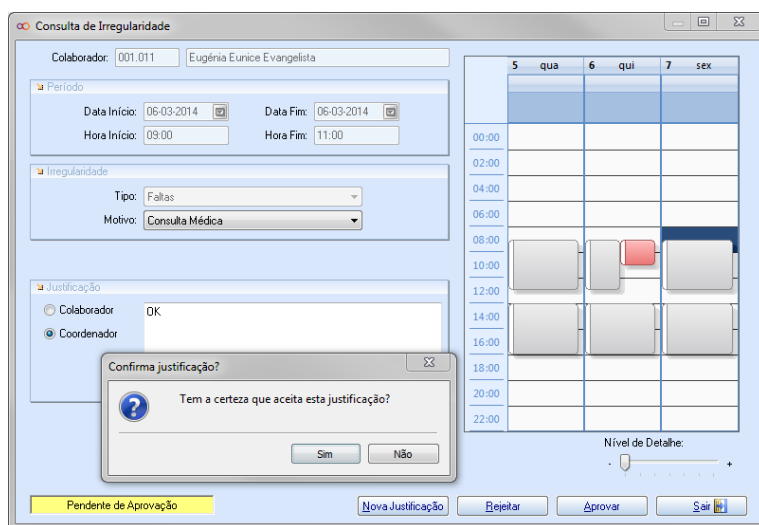 Consulta de Irregularidade
Colaborador: 001.011 Eugénia Eunice Evangelista
Período
Data Início: 06-03-2014 Data Fim: 06-03-2014
Hora Início: 09:00 Hora Fim: 11:00
Irregularidade
Tipo: Faltas
Motivo: Consulta Médica
Justificação
Colaborador
Coordenador
OK
Confirma justificação?
Tem a certeza que aceita esta justificação?
Sim Não
5 qua 6 qui 7 sex
00:00
02:00
04:00
06:00
08:00
10:00
12:00
14:00
16:00
18:00
20:00
22:00
Nível de Detalhe:
- +
Pendente de Aprovação Nova Justificação Rejeitar Aprovar Sair